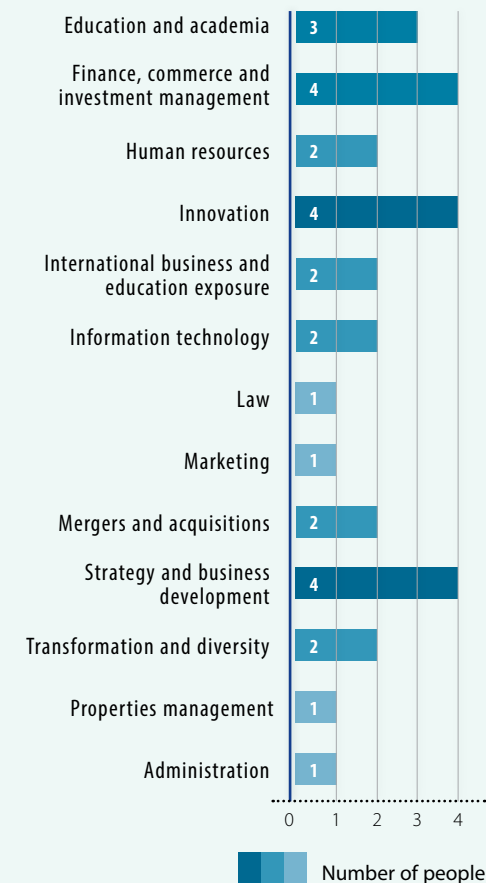 Education and academia
3
Finance, commerce and
investment management
4
Human resources
2
Innovation
4
International business and
education exposure
2
Information technology
2
Law
1
Marketing
1
Mergers and acquisitions
2
Strategy and business
development
4
Transformation and diversity
2
Properties management
1
Administration
1
0 1 2 3 4
Number of people